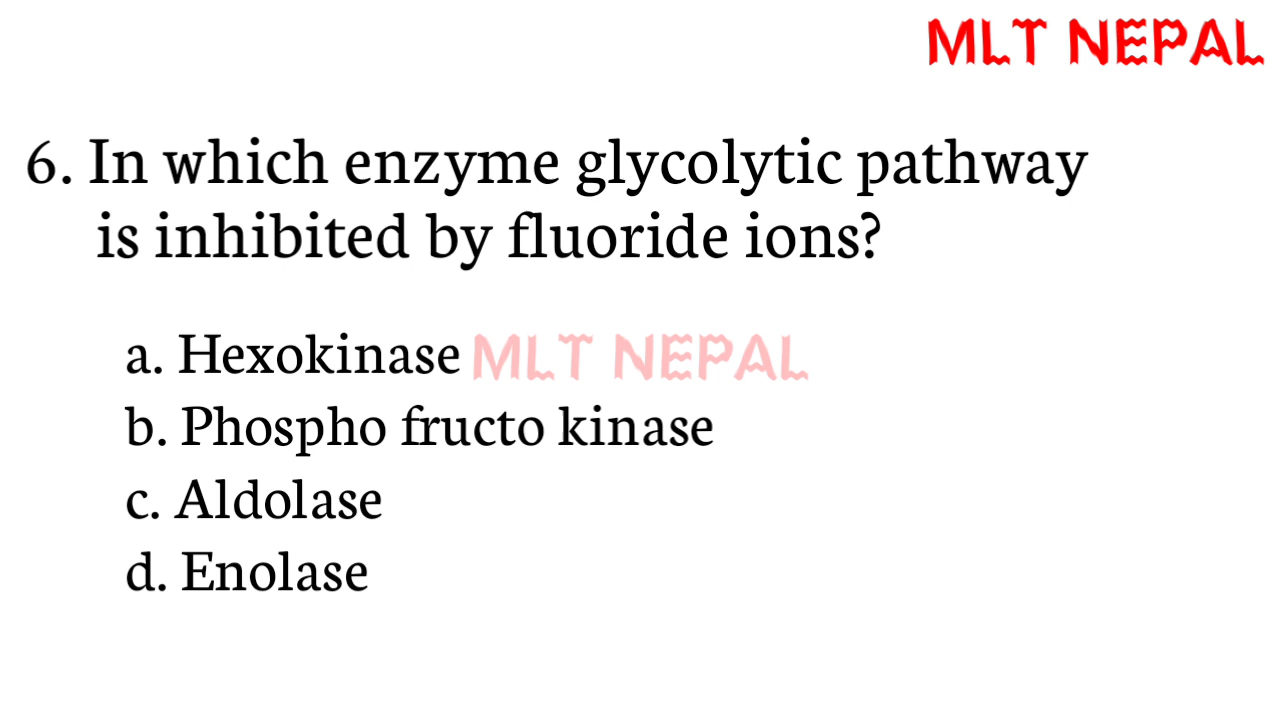 MLT NEPAL
6. In which enzyme glycolytic pathway
is inhibited by fluoride ions?
a. Hexokinase MLT NEPAL
b. Phospho fructo kinase
c. Aldolase
d. Enolase